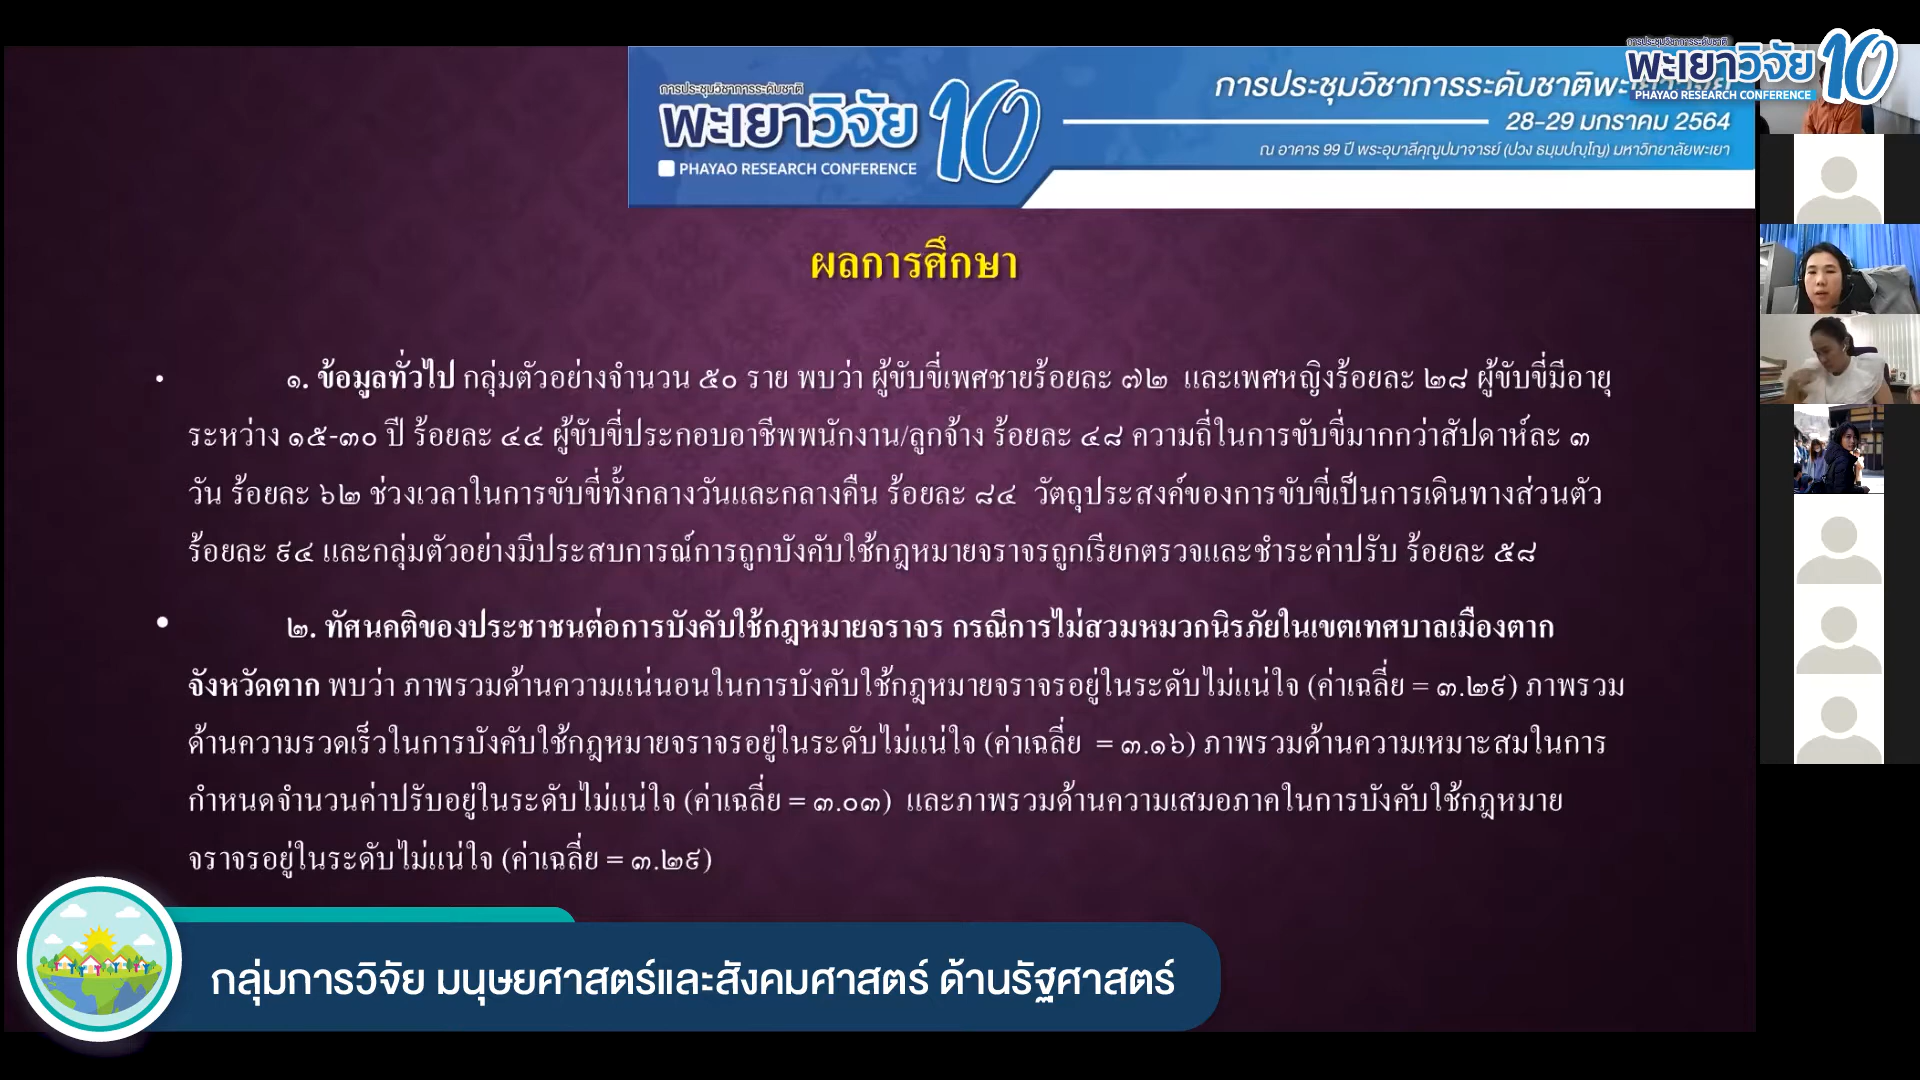 การประชุมวิชาการระดับชาติ
พะเยาวิจัย 10
PHAYAO RESEARCH CONFERENCE
การประชุมวิชาการระดับชาติ
พะเยาวิจัย 10
PHAYAO RESEARCH CONFERENCE
การประชุมวิชาการระดับชาติพะเยาวิจัย
28-29 มกราคม 2564
ณ อาคาร 99 ปี พระอุบาลีคุณูปมาจารย์ (ปวง ธมฺมปญฺโญ) มหาวิทยาลัยพะเยา
ผลการศึกษา
• ๑. ข้อมูลทั่วไป กลุ่มตัวอย่างจำนวน ๕๐ ราย พบว่า ผู้ขับขี่เพศชายร้อยละ ๗๒ และเพศหญิงร้อยละ ๒๘ ผู้ขับขี่มีอายุ
ระหว่าง ๑๕-๓๐ ปี ร้อยละ ๔๔ ผู้ขับขี่ประกอบอาชีพพนักงาน/ลูกจ้าง ร้อยละ ๔๘ ความถี่ในการขับขี่มากกว่าสัปดาห์ละ ๓
วัน ร้อยละ ๖๒ ช่วงเวลาในการขับขี่ทั้งกลางวันและกลางคืน ร้อยละ ๘๔ วัตถุประสงค์ของการขับขี่เป็นการเดินทางส่วนตัว
ร้อยละ ๙๔ และกลุ่มตัวอย่างมีประสบการณ์การถูกบังคับใช้กฎหมายจราจรถูกเรียกตรวจและชำระค่าปรับ ร้อยละ ๕๘
• ๒. ทัศนคติของประชาชนต่อการบังคับใช้กฎหมายจราจร กรณีการไม่สวมหมวกนิรภัยในเขตเทศบาลเมืองตาก
จังหวัดตาก พบว่า ภาพรวมด้านความแน่นอนในการบังคับใช้กฎหมายจราจรอยู่ในระดับไม่แน่ใจ (ค่าเฉลี่ย = ๓.๒๙) ภาพรวม
ด้านความรวดเร็วในการบังคับใช้กฎหมายจราจรอยู่ในระดับไม่แน่ใจ (ค่าเฉลี่ย = ๓.๑๖) ภาพรวมด้านความเหมาะสมในการ
กำหนดจำนวนค่าปรับอยู่ในระดับไม่แน่ใจ (ค่าเฉลี่ย = ๓.๐๓) และภาพรวมด้านความเสมอภาคในการบังคับใช้กฎหมาย
จราจรอยู่ในระดับไม่แน่ใจ (ค่าเฉลี่ย = ๓.๒๙)
กลุ่มการวิจัย มนุษยศาสตร์และสังคมศาสตร์ ด้านรัฐศาสตร์